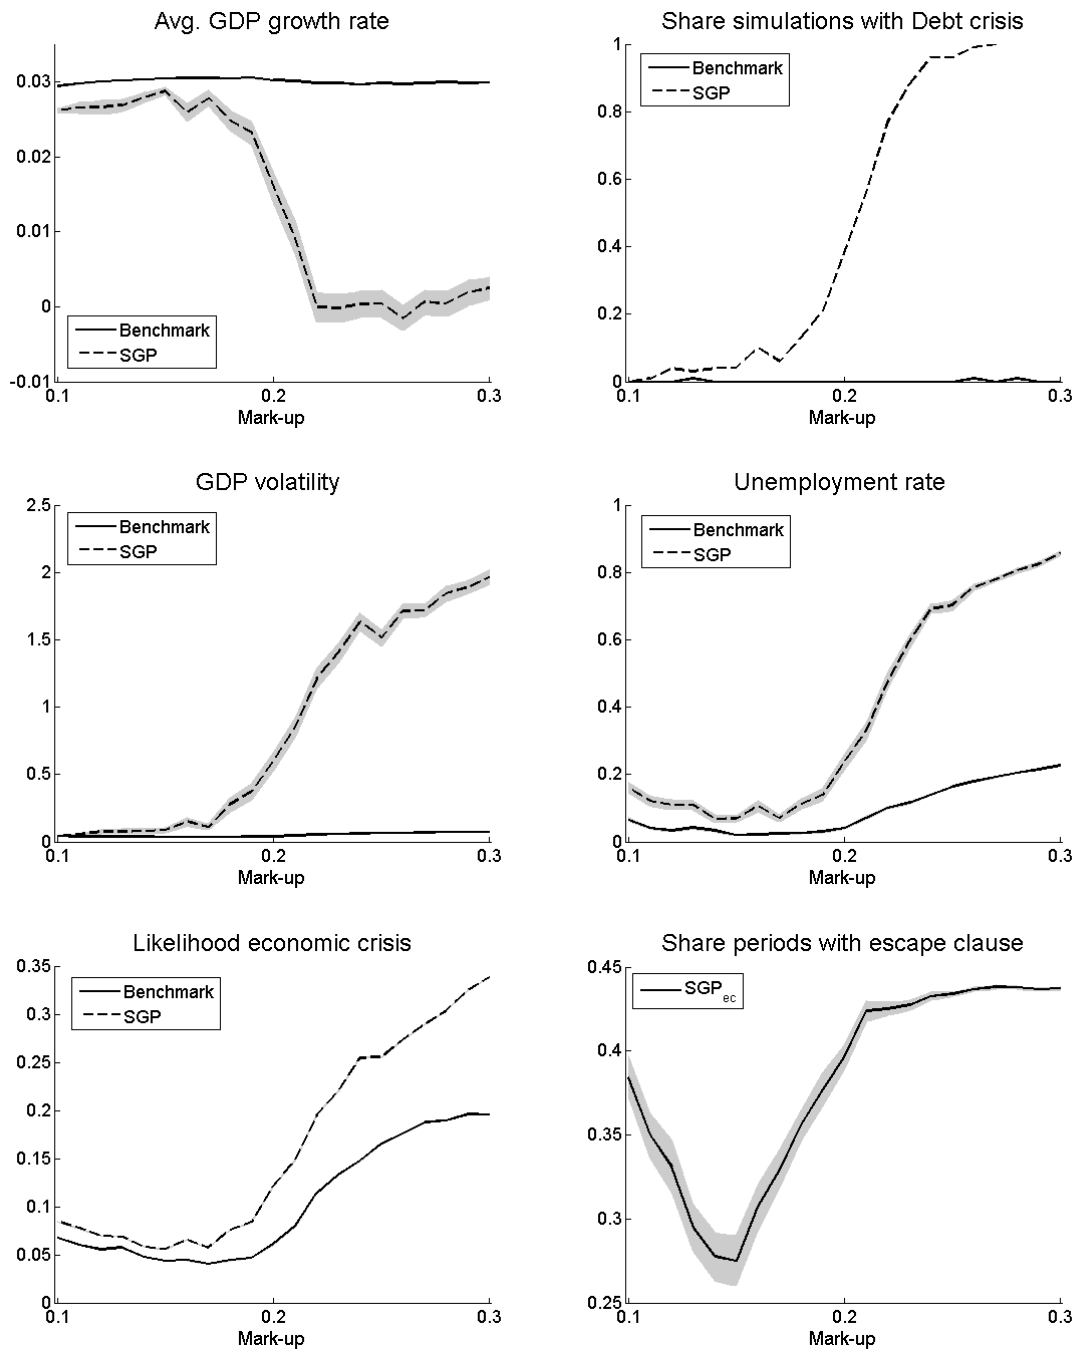 Avg. GDP growth rate
0.03
0.02
0.01
0
-0.01
Benchmark
SGP
0.1 0.2 0.3
Mark-up
Share simulations with Debt crisis
1
0.8
0.6
0.4
0.2
0
Benchmark
SGP
0.1 0.2 0.3
Mark-up
GDP volatility
2.5
2
1.5
1
0.5
0
Benchmark
SGP
0.1 0.2 0.3
Mark-up
Unemployment rate
1
0.8
0.6
0.4
0.2
0
Benchmark
SGP
0.1 0.2 0.3
Mark-up
Likelihood economic crisis
0.35
0.3
0.25
0.2
0.15
0.1
0.05
0
Benchmark
SGP
0.1 0.2 0.3
Mark-up
Share periods with escape clause
0.45
0.4
0.35
0.3
0.25
SGPec
0.1 0.2 0.3
Mark-up